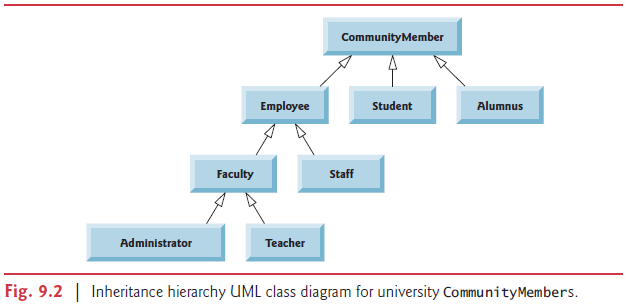 CommunityMember
Employee
Student
Alumnus
Faculty
Staff
Administrator
Teacher
Fig. 9.2 | Inheritance hierarchy UML class diagram for university CommunityMembers.